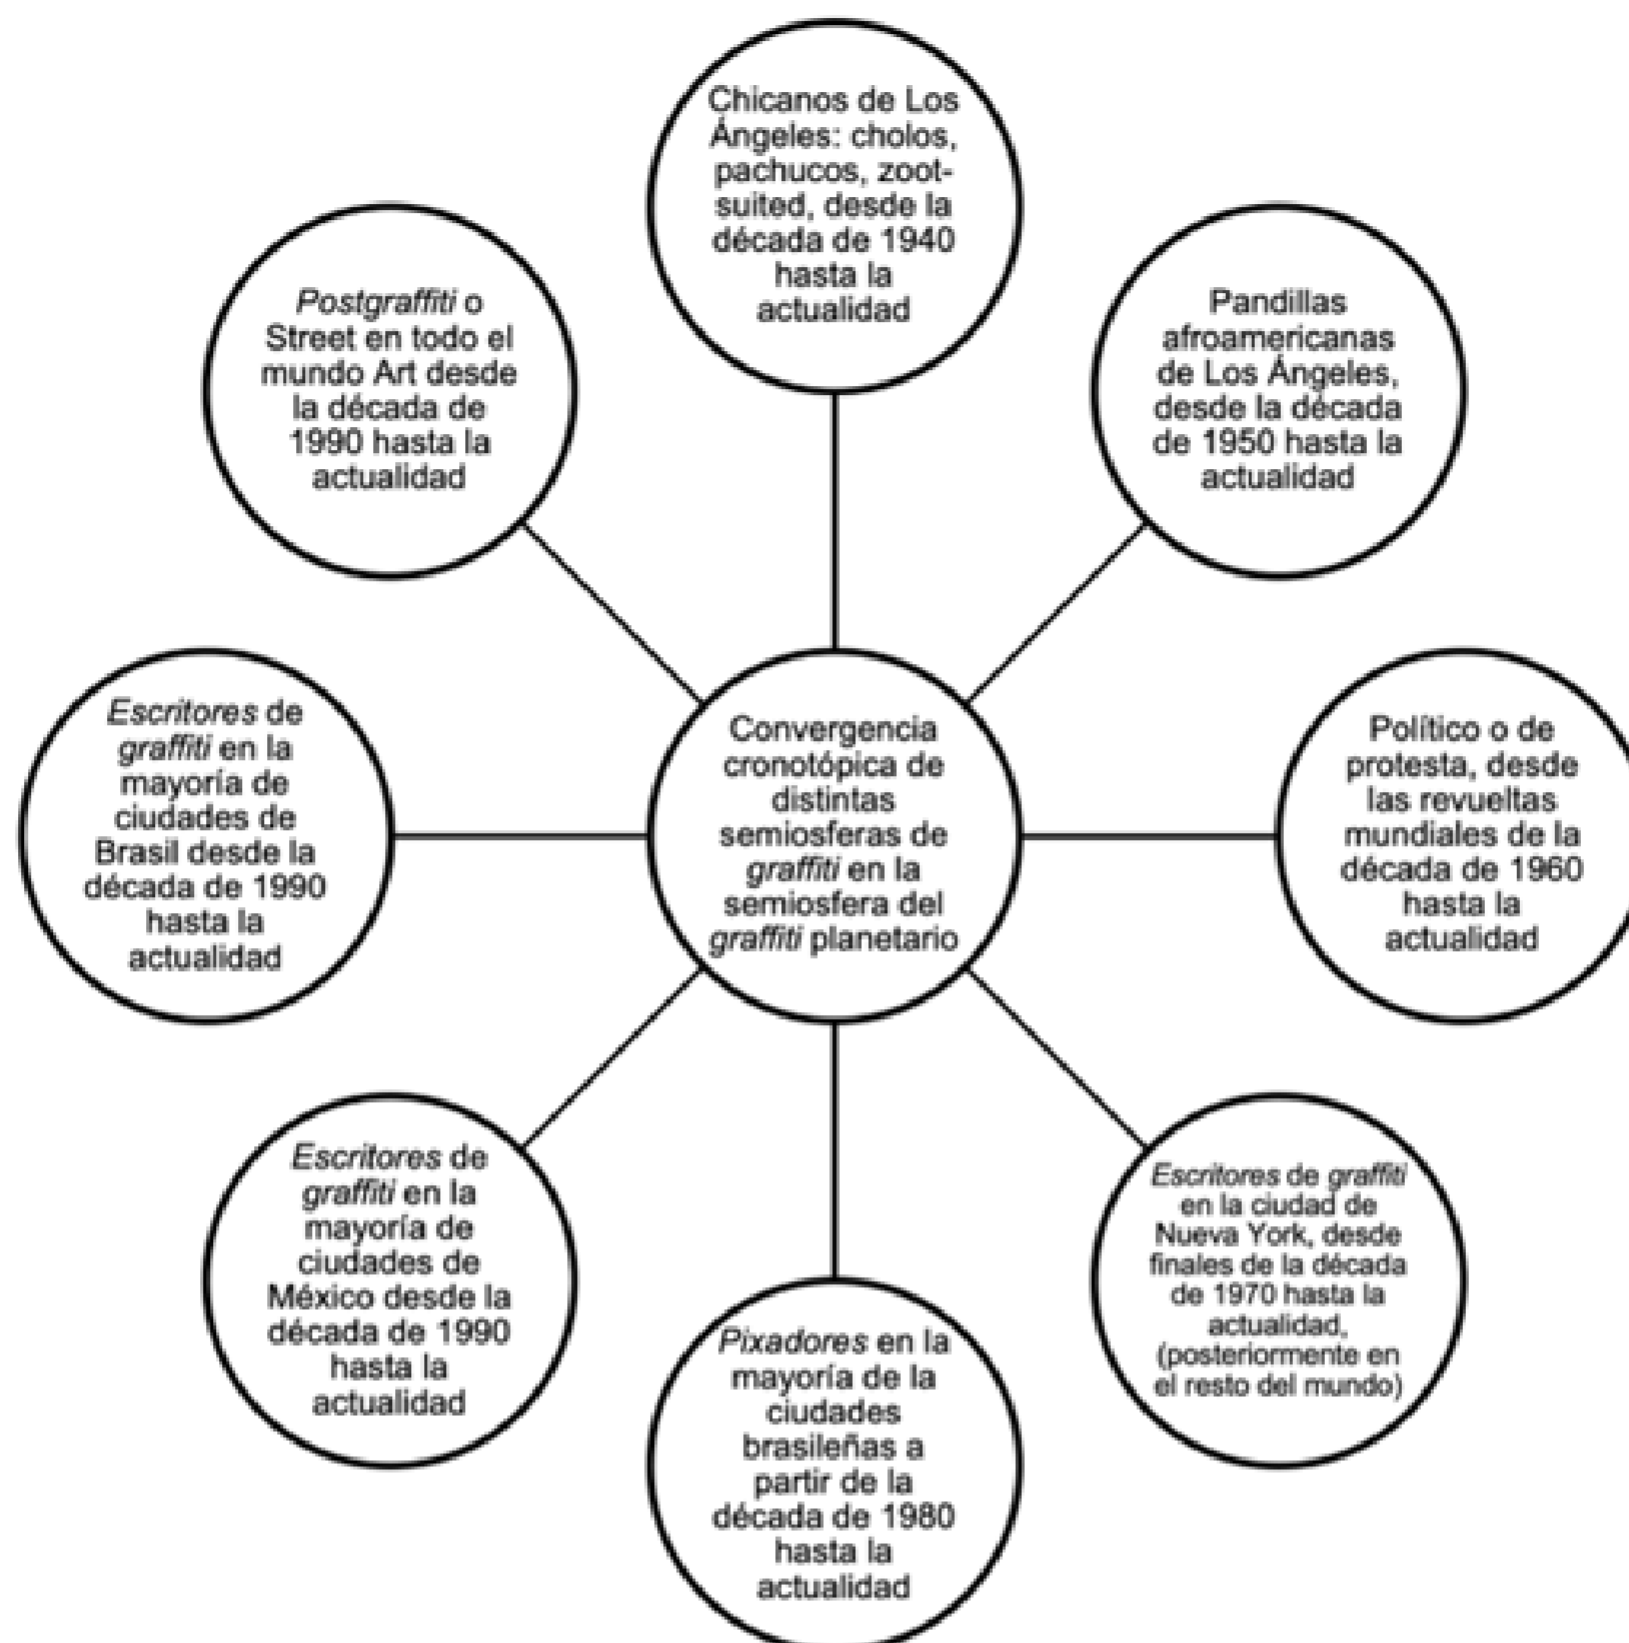 Chicanos de Los
Ángeles: cholos,
pachucos, zoot-
suited, desde la
década de 1940
hasta la
actualidad
Pandillas
afroamericanas
de Los Ángeles,
desde la década
de 1950 hasta la
actualidad
Político o de
protesta, desde
las revueltas
mundiales de la
década de 1960
hasta la
actualidad
Escritores de graffiti
en la ciudad de
Nueva York, desde
finales de la década
de 1970 hasta la
actualidad,
(posteriormente en
el resto del mundo)
Pixadores en la
mayoría de la
ciudades
brasileñas a
partir de la
década de 1980
hasta la
actualidad
Escritores de
graffiti en la
mayoría de
ciudades de
México desde la
década de 1990
hasta la
actualidad
Escritores de
graffiti en la
mayoría de
ciudades de
Brasil desde la
década de 1990
hasta la
actualidad
Postgraffiti o
Street en todo el
mundo Art desde
la década de
1990 hasta la
actualidad
Convergencia
cronotópica de
distintas
semiosferas de
graffiti en la
semiosfera del
graffiti planetario